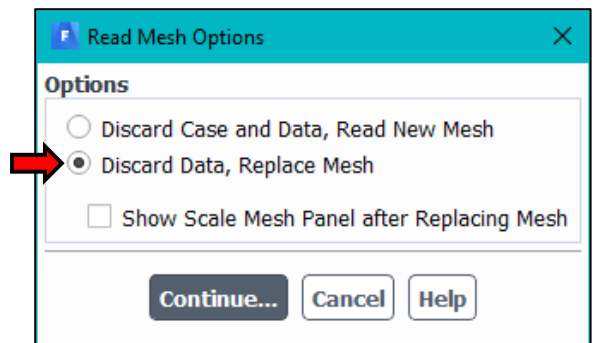 F Read Mesh Options
Options
Discard Case and Data, Read New Mesh
Discard Data, Replace Mesh
Show Scale Mesh Panel after Replacing Mesh
Continue... Cancel Help